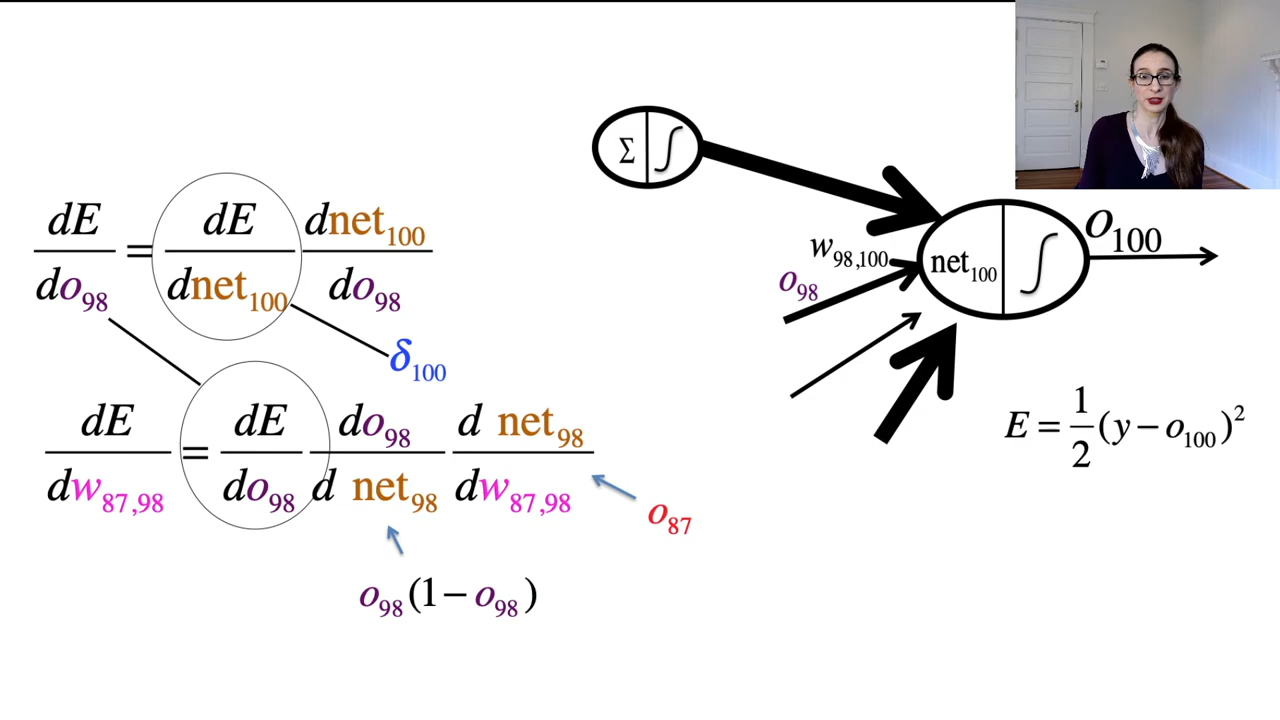 Σ ∫
dE/do₉₈ = dE/dnet₁₀₀ dnet₁₀₀/do₉₈
δ₁₀₀
w₉₈,₁₀₀
o₉₈
net₁₀₀ ∫
o₁₀₀
dE/dw₈₇,₉₈ = dE/do₉₈ do₉₈/d net₉₈ d net₉₈/dw₈₇,₉₈
o₈₇
o₉₈(1 − o₉₈)
E = 1/2 (y − o₁₀₀)²